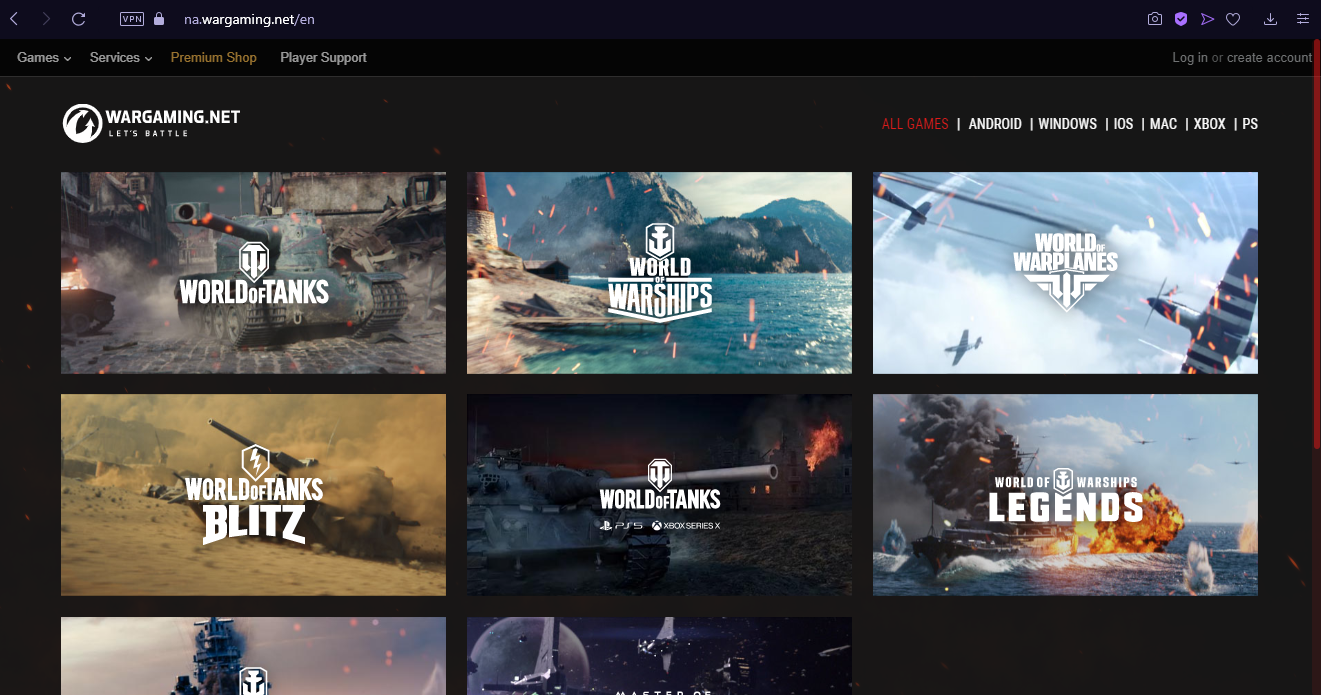 VPN na.wargaming.net/en
Games Services Premium Shop Player Support Log in or create account
WARGAMING.NET
LET'S BATTLE
ALL GAMES | ANDROID | WINDOWS | IOS | MAC | XBOX | PS
WORLD OF TANKS
WORLD
OF
WARSHIPS
WORLD OF
WARPLANES
WORLD OF TANKS
BLITZ
WORLD OF TANKS
PS5 XBOX SERIES X
WORLD OF WARSHIPS
LEGENDS
MASTER OF